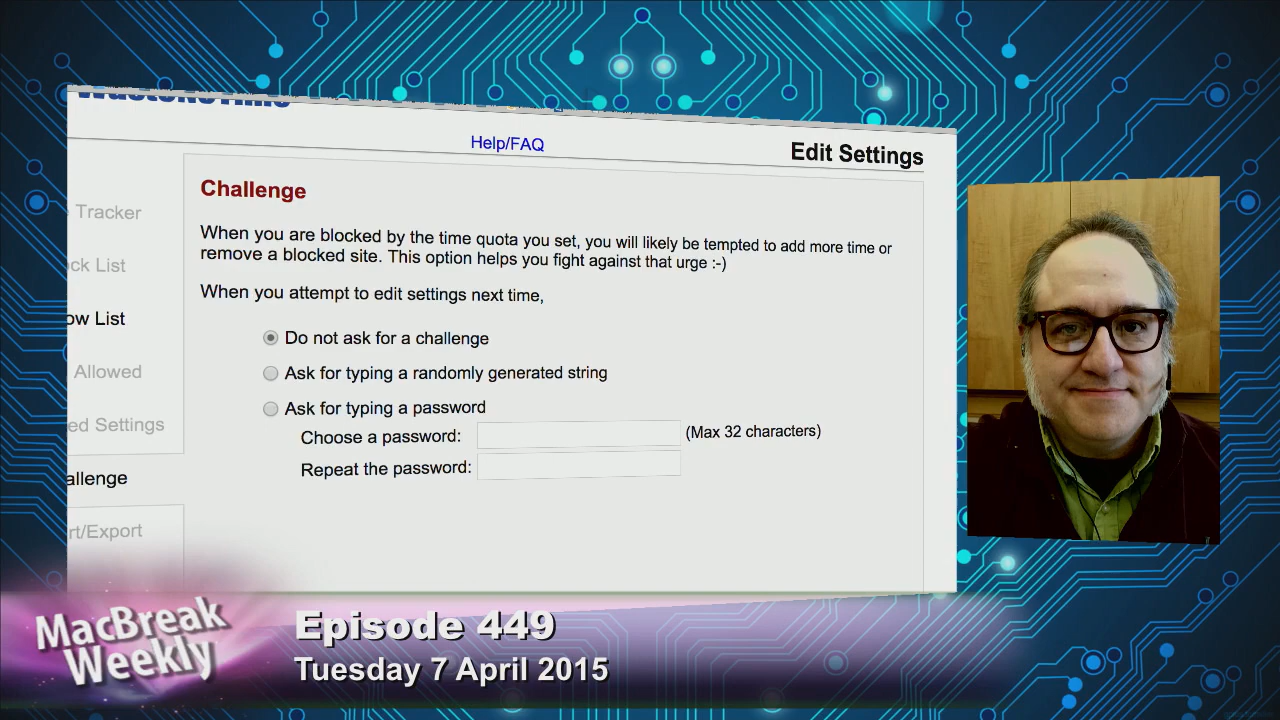 Help/FAQ
Edit Settings
Challenge
Tracker
When you are blocked by the time quota you set, you will likely be tempted to add more time or
ck List
remove a blocked site. This option helps you fight against that urge :-)
ow List
When you attempt to edit settings next time,
Do not ask for a challenge
Allowed
Ask for typing a randomly generated string
Ask for typing a password
ed Settings
Choose a password:
(Max 32 characters)
Repeat the password:
allenge
rt/Export
MacBreak
Weekly
Episode 449
Tuesday 7 April 2015